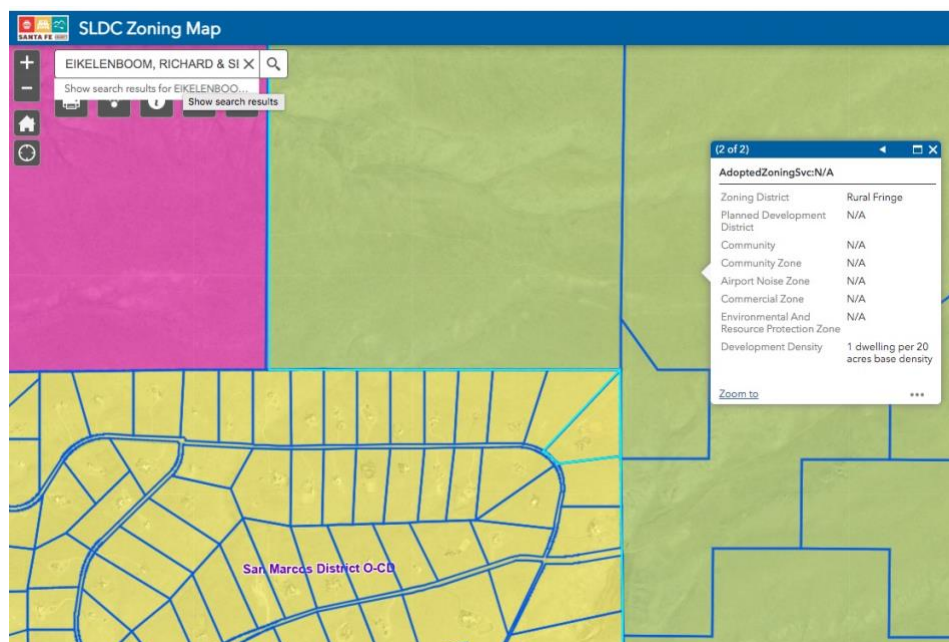 SANTA FE COUNTY
SLDC Zoning Map
+
EIKELENBOOM, RICHARD & SI
Show search results for EIKELENBOO...
Show search results
−
(2 of 2)
AdoptedZoningSvc:N/A
Zoning District Rural Fringe
Planned Development N/A
District
Community N/A
Community Zone N/A
Airport Noise Zone N/A
Commercial Zone N/A
Environmental And N/A
Resource Protection Zone
Development Density 1 dwelling per 20
acres base density
Zoom to
San Marcos District O-CD